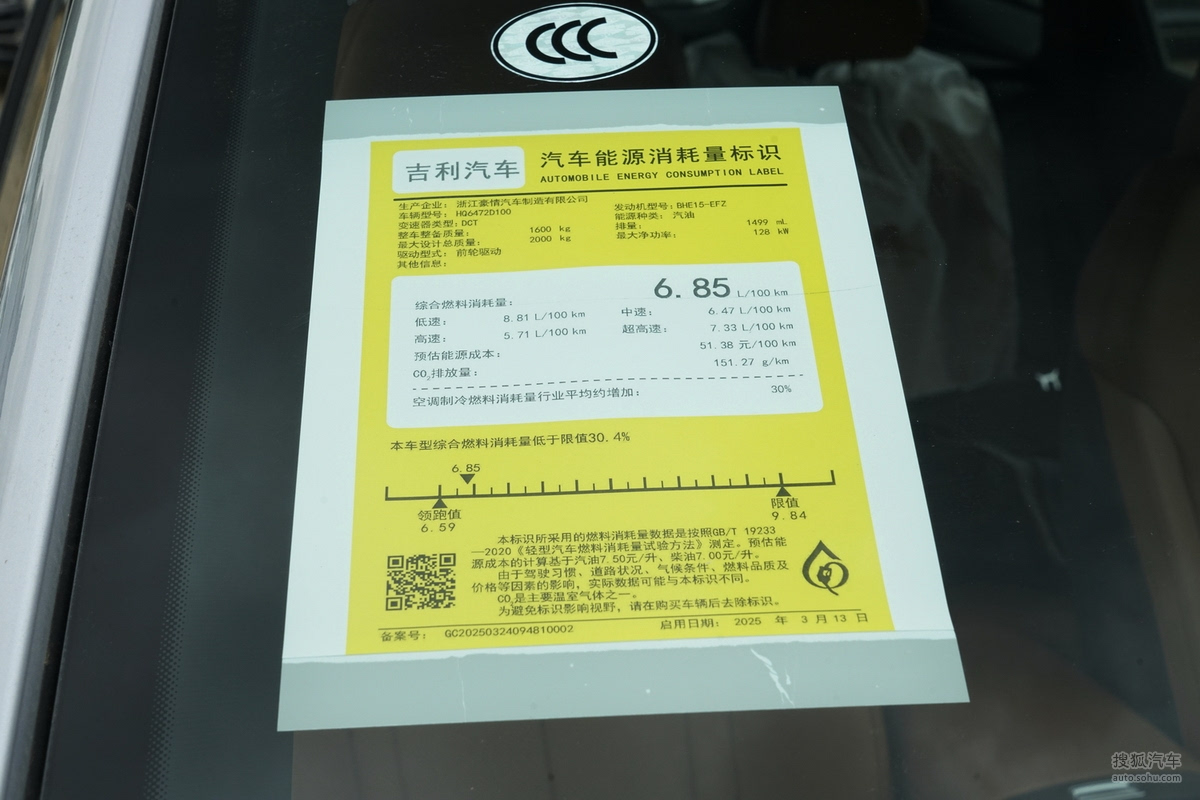 CCC
吉利汽车
汽车能源消耗量标识
AUTOMOBILE ENERGY CONSUMPTION LABEL
生产企业： 浙江豪情汽车制造有限公司
车辆型号： HQ6472D100
变速器类型：DCT
整车整备质量： 1600 kg
最大设计总质量： 2000 kg
驱动型式： 前轮驱动
其他信息：
发动机型号：BHE15-EFZ
能源种类： 汽油
排量： 1499 mL
最大净功率： 128 kW
综合燃料消耗量： 6.85 L/100 km
低速： 8.81 L/100 km 中速： 6.47 L/100 km
高速： 5.71 L/100 km 超高速： 7.33 L/100 km
预估能源成本： 51.38 元/100 km
CO₂排放量： 151.27 g/km
空调制冷燃料消耗量行业平均约增加： 30%
本车型综合燃料消耗量低于限值30.4%
6.85
领跑值 限值
6.59 9.84
本标识所采用的燃料消耗量数据是按照GB/T 19233
—2020《轻型汽车燃料消耗量试验方法》测定。预估能
源成本的计算基于汽油7.50元/升、柴油7.00元/升。
由于驾驶习惯、道路状况、气候条件、燃料品质及
价格等因素的影响，实际数据可能与本标识不同。
CO₂是主要温室气体之一。
为避免标识影响视野，请在购买车辆后去除标识。
备案号： GC20250324094810002 启用日期： 2025 年 3 月 13 日
搜狐汽车
auto.sohu.com